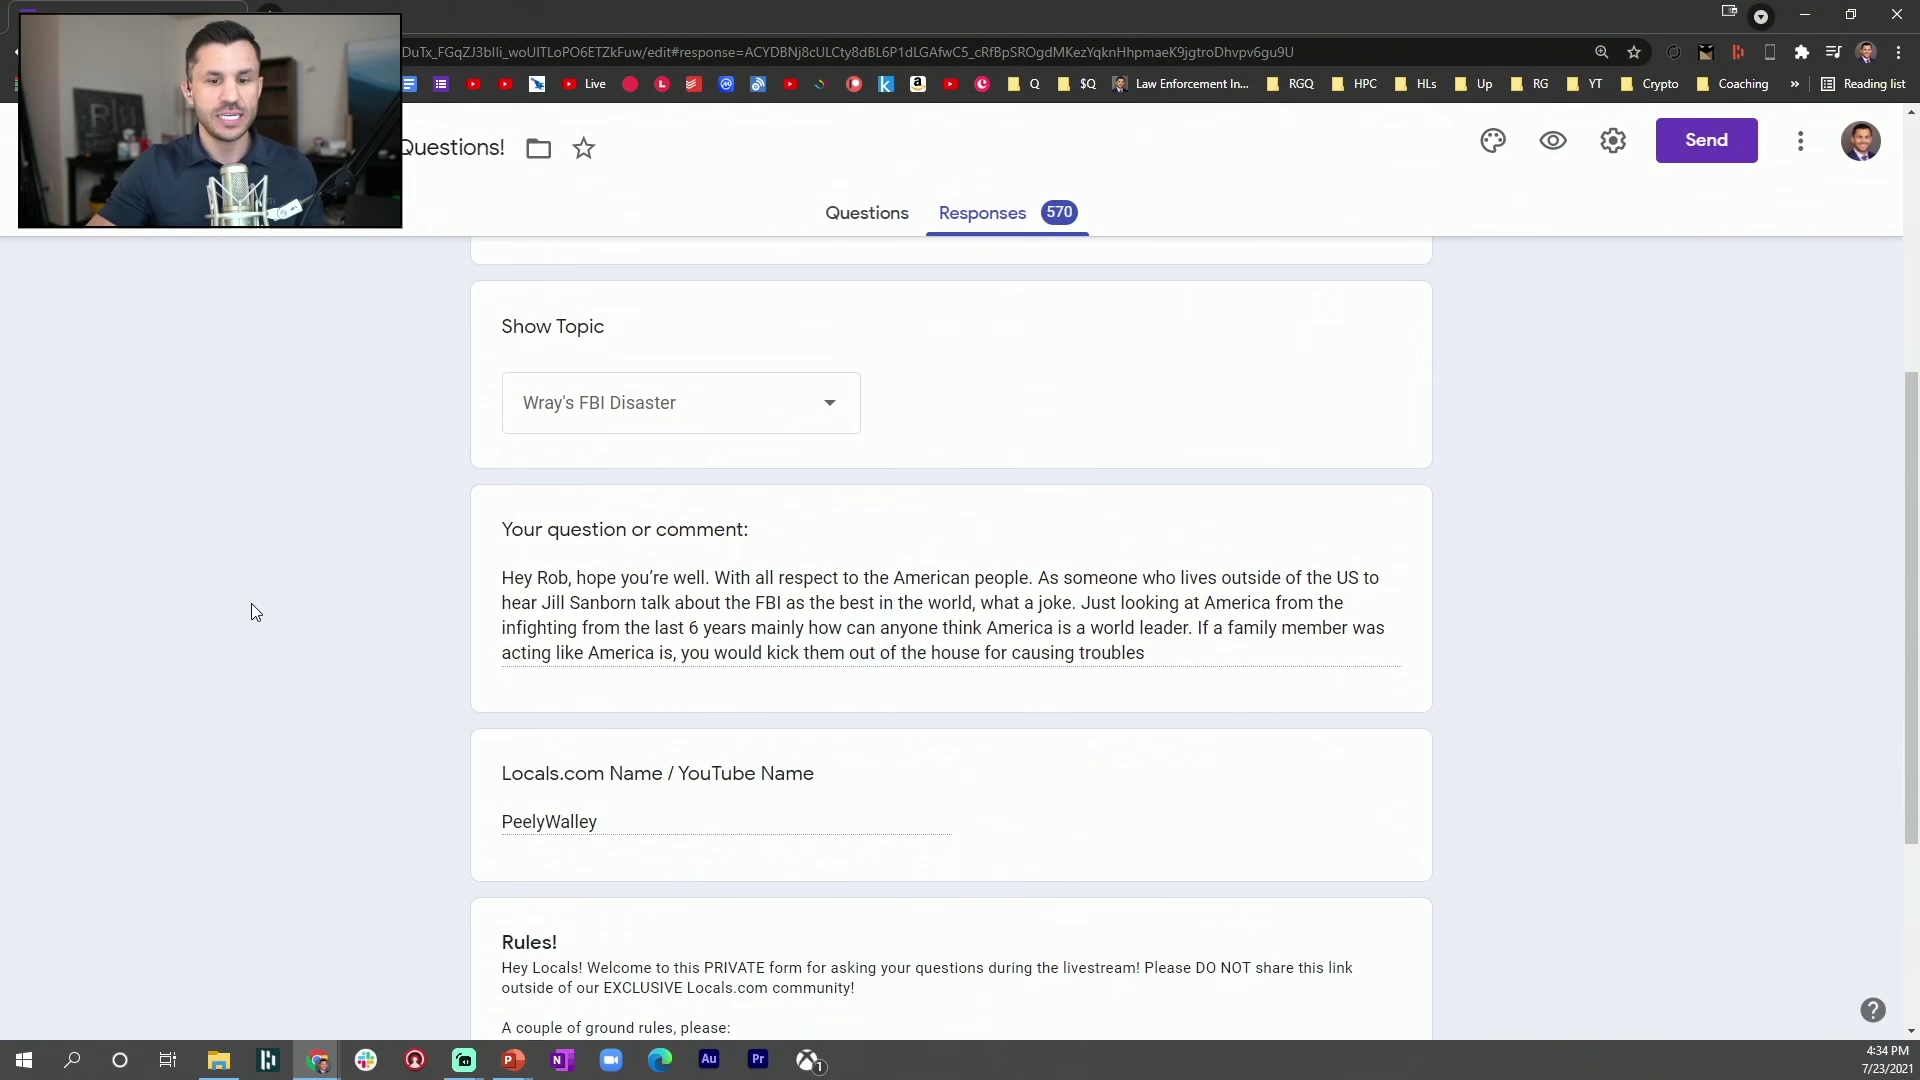 DuTx_FGqZJ3bIli_woUITLoPO6ETZkFuw/edit#response=ACYDBNj8cULCty8dBL6P1dLGAfwC5_cRfBpSROgdMKezYqknHhpmaeK9jgtroDhvpv6gu9U
Live
Q
$Q
Law Enforcement In...
RGQ
HPC
HLs
Up
RG
YT
Crypto
Coaching
»
Reading list
Questions!
Send
Questions
Responses
570
Show Topic
Wray's FBI Disaster
Your question or comment:
Hey Rob, hope you’re well. With all respect to the American people. As someone who lives outside of the US to
hear Jill Sanborn talk about the FBI as the best in the world, what a joke. Just looking at America from the
infighting from the last 6 years mainly how can anyone think America is a world leader. If a family member was
acting like America is, you would kick them out of the house for causing troubles
Locals.com Name / YouTube Name
PeelyWalley
Rules!
Hey Locals! Welcome to this PRIVATE form for asking your questions during the livestream! Please DO NOT share this link
outside of our EXCLUSIVE Locals.com community!
A couple of ground rules, please:
Au
Pr
1
4:34 PM
7/23/2021